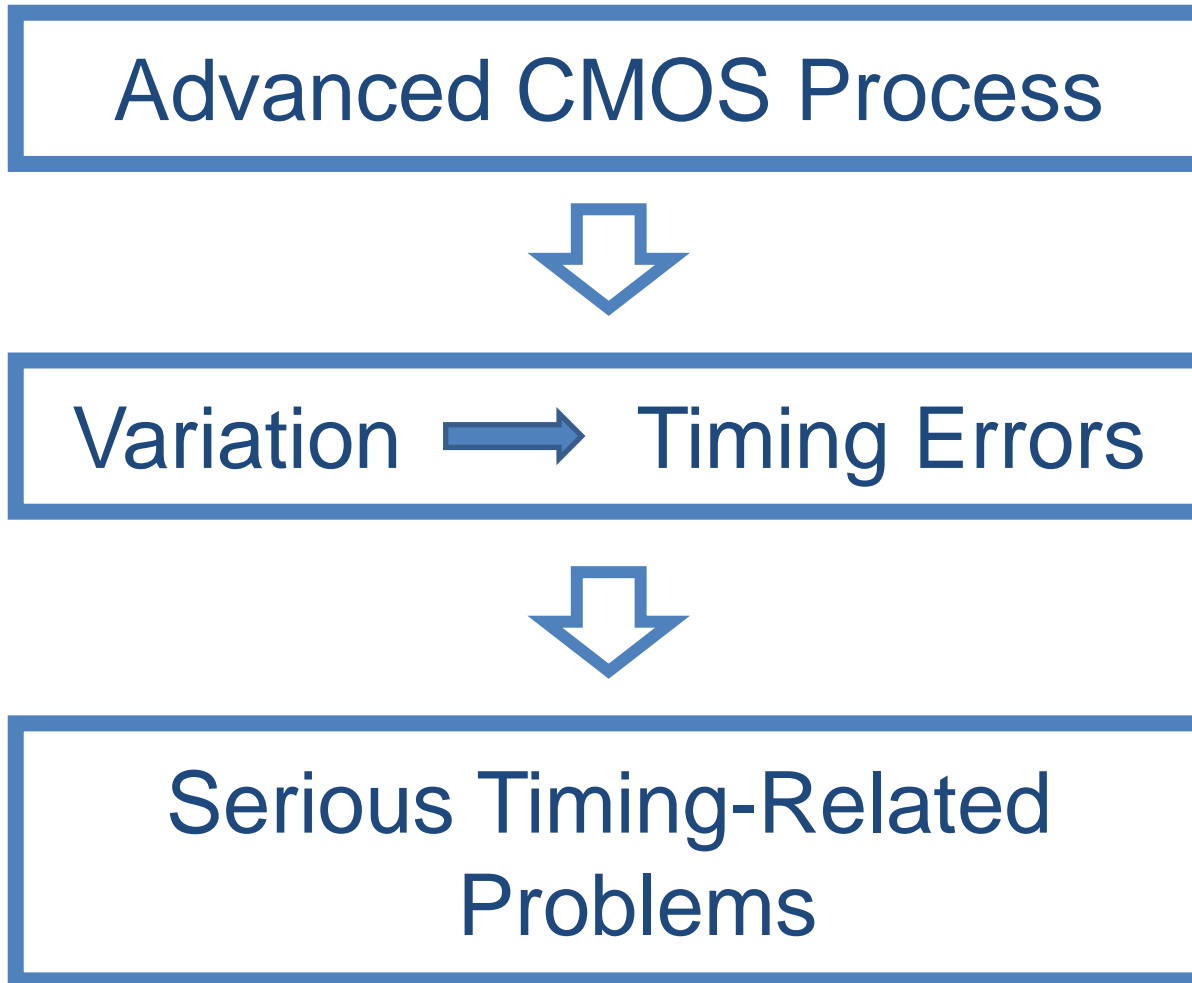 Advanced CMOS Process
Variation Timing Errors
Serious Timing-Related
Problems